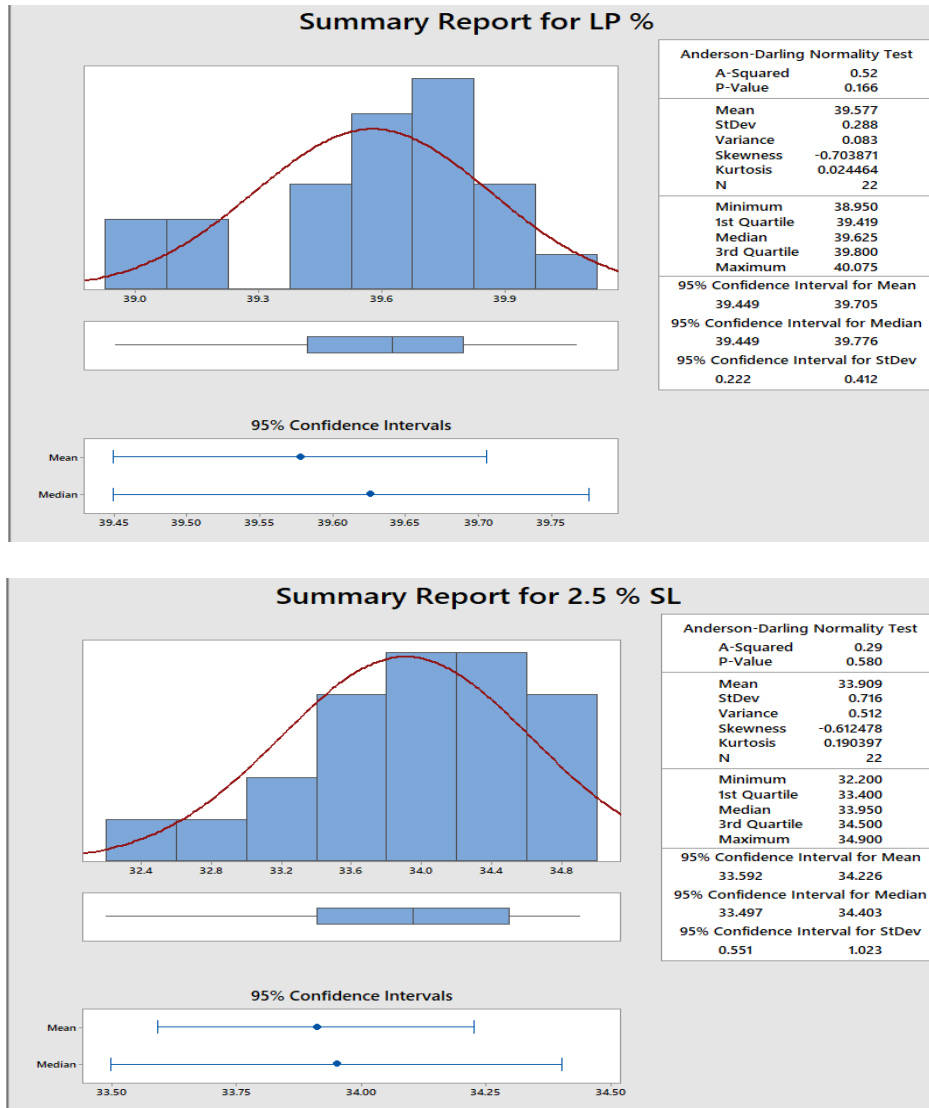 Summary Report for LP %
Anderson-Darling Normality Test
A-Squared 0.52
P-Value 0.166
Mean 39.577
StDev 0.288
Variance 0.083
Skewness -0.703871
Kurtosis 0.024464
N 22
Minimum 38.950
1st Quartile 39.419
Median 39.625
3rd Quartile 39.800
Maximum 40.075
95% Confidence Interval for Mean
39.449 39.705
95% Confidence Interval for Median
39.449 39.776
95% Confidence Interval for StDev
0.222 0.412
39.0 39.3 39.6 39.9
95% Confidence Intervals
Mean
Median
39.45 39.50 39.55 39.60 39.65 39.70 39.75
Summary Report for 2.5 % SL
Anderson-Darling Normality Test
A-Squared 0.29
P-Value 0.580
Mean 33.909
StDev 0.716
Variance 0.512
Skewness -0.612478
Kurtosis 0.190397
N 22
Minimum 32.200
1st Quartile 33.400
Median 33.950
3rd Quartile 34.500
Maximum 34.900
95% Confidence Interval for Mean
33.592 34.226
95% Confidence Interval for Median
33.497 34.403
95% Confidence Interval for StDev
0.551 1.023
32.4 32.8 33.2 33.6 34.0 34.4 34.8
95% Confidence Intervals
Mean
Median
33.50 33.75 34.00 34.25 34.50